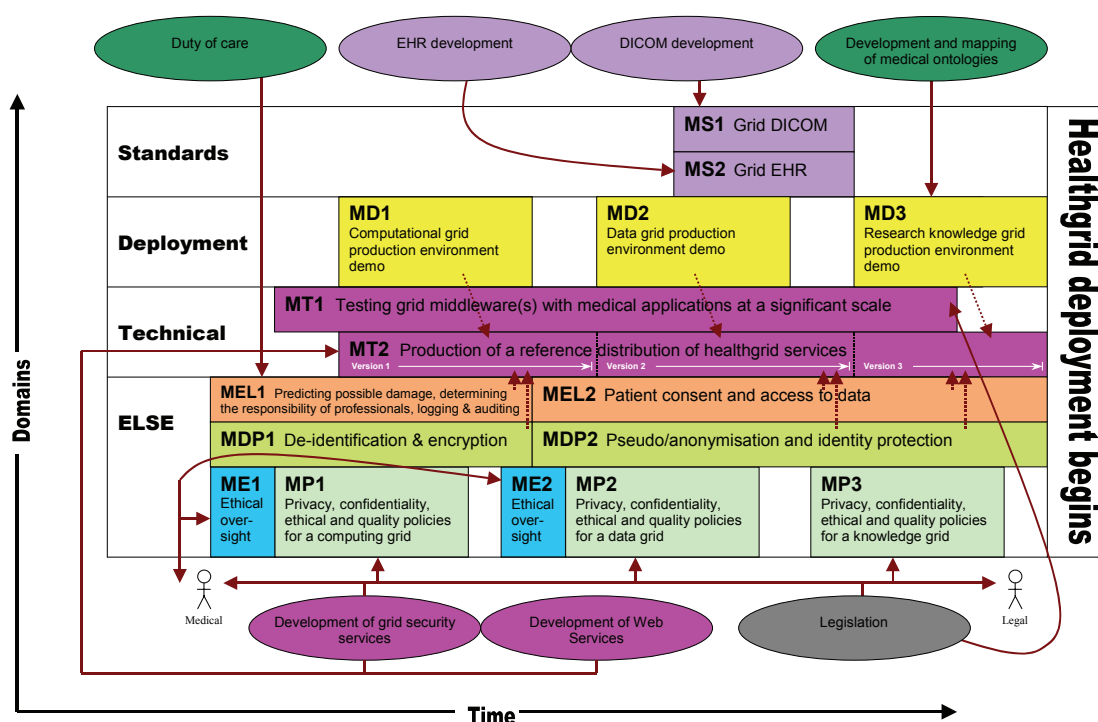 Duty of care
EHR development
DICOM development
Development and mapping
of medical ontologies
Domains
Healthgrid deployment begins
Standards
MS1 Grid DICOM
MS2 Grid EHR
Deployment
MD1
Computational grid
production environment
demo
MD2
Data grid production
environment demo
MD3
Research knowledge grid
production environment
demo
Technical
MT1 Testing grid middleware(s) with medical applications at a significant scale
MT2 Production of a reference distribution of healthgrid services
Version 1
Version 2
Version 3
ELSE
MEL1 Predicting possible damage, determining
the responsibility of professionals, logging & auditing
MEL2 Patient consent and access to data
MDP1 De-identification & encryption
MDP2 Pseudo/anonymisation and identity protection
ME1
Ethical
over-
sight
MP1
Privacy, confidentiality,
ethical and quality policies
for a computing grid
ME2
Ethical
over-
sight
MP2
Privacy, confidentiality,
ethical and quality policies
for a data grid
MP3
Privacy, confidentiality,
ethical and quality policies
for a knowledge grid
Medical
Legal
Development of grid security
services
Development of Web
Services
Legislation
Time